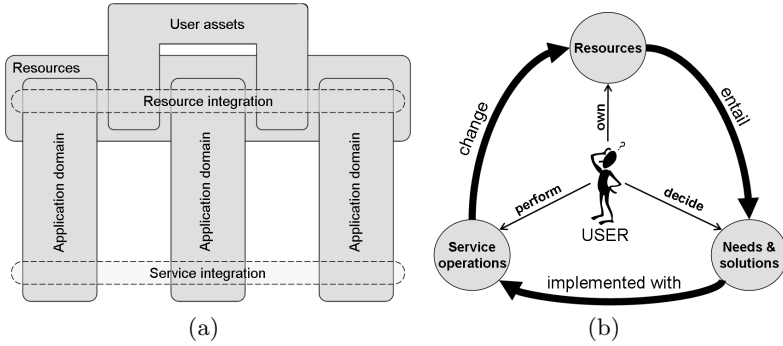 User assets
Resources
Resource integration
Application domain
Application domain
Application domain
Service integration
(a)
Resources
change
entail
own
?
perform
decide
USER
Service
operations
Needs &
solutions
implemented with
(b)